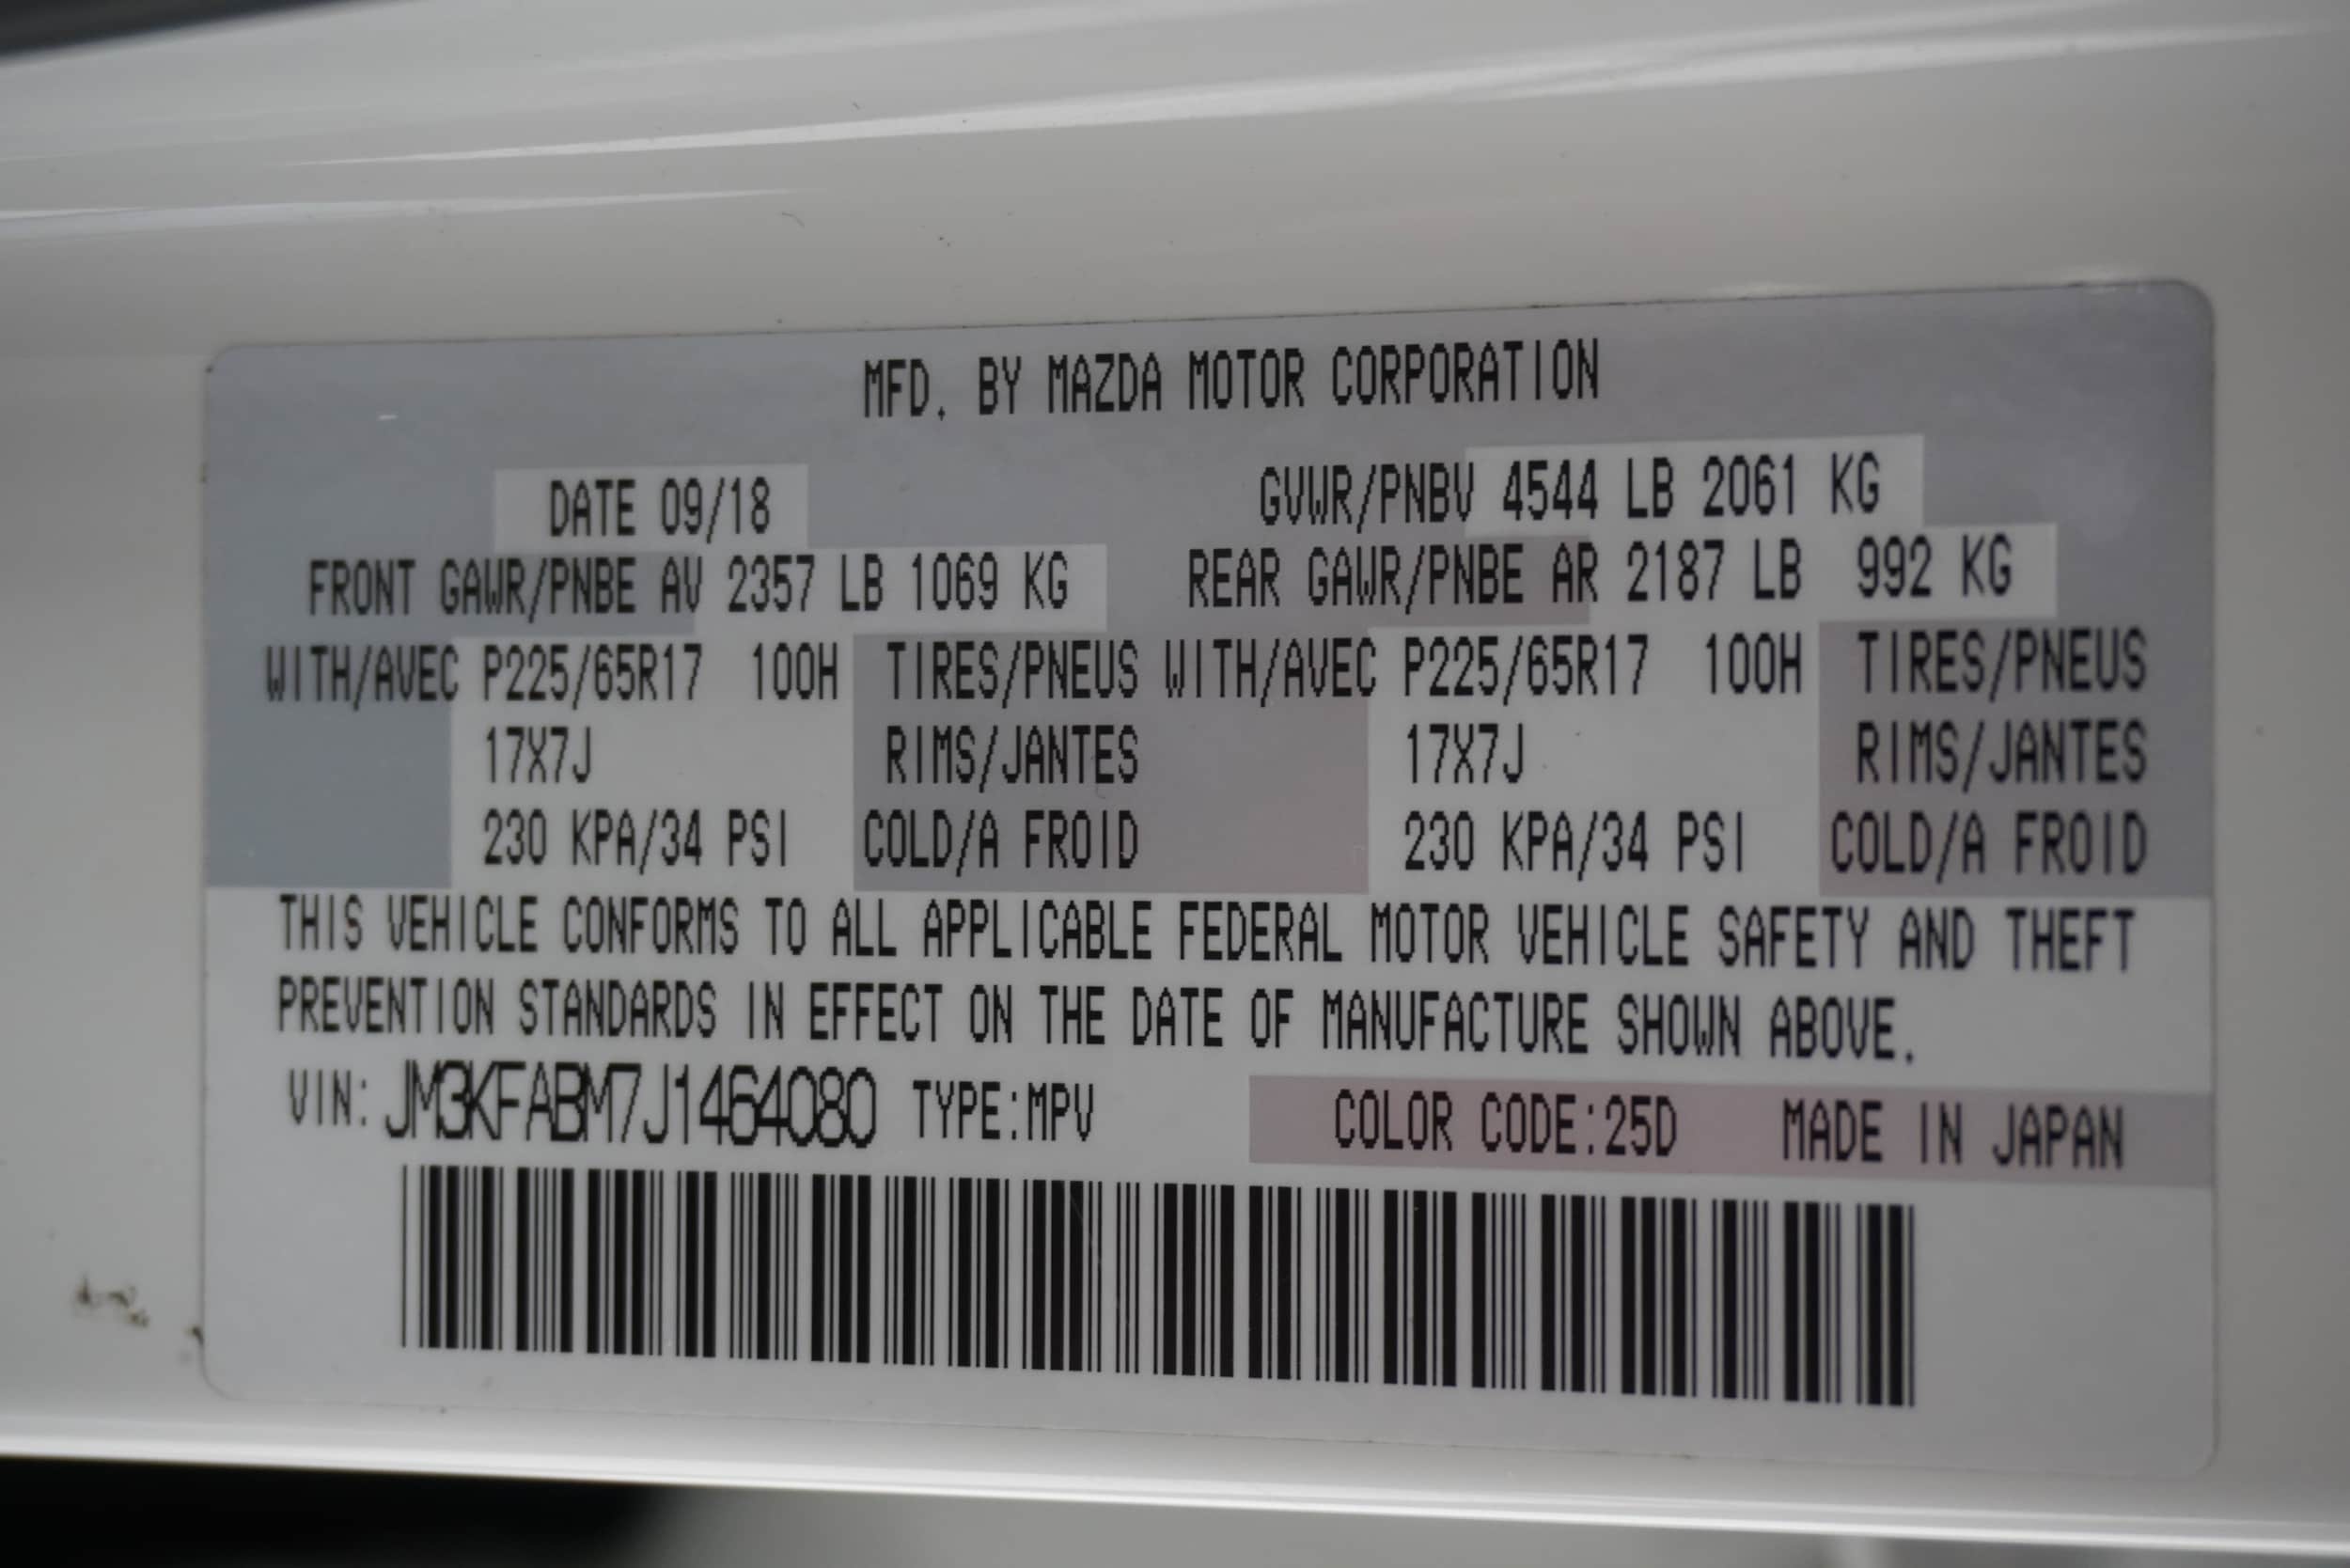 MFD. BY MAZDA MOTOR CORPORATION
DATE 09/18 GVWR/PNBV 4544 LB 2061 KG
FRONT GAWR/PNBE AV 2357 LB 1069 KG REAR GAWR/PNBE AR 2187 LB 992 KG
WITH/AVEC P225/65R17 100H TIRES/PNEUS WITH/AVEC P225/65R17 100H TIRES/PNEUS
17X7J RIMS/JANTES 17X7J RIMS/JANTES
230 KPA/34 PSI COLD/A FROID 230 KPA/34 PSI COLD/A FROID
THIS VEHICLE CONFORMS TO ALL APPLICABLE FEDERAL MOTOR VEHICLE SAFETY AND THEFT
PREVENTION STANDARDS IN EFFECT ON THE DATE OF MANUFACTURE SHOWN ABOVE.
VIN: JM3KFABM7J1464080 TYPE:MPV COLOR CODE:25D MADE IN JAPAN